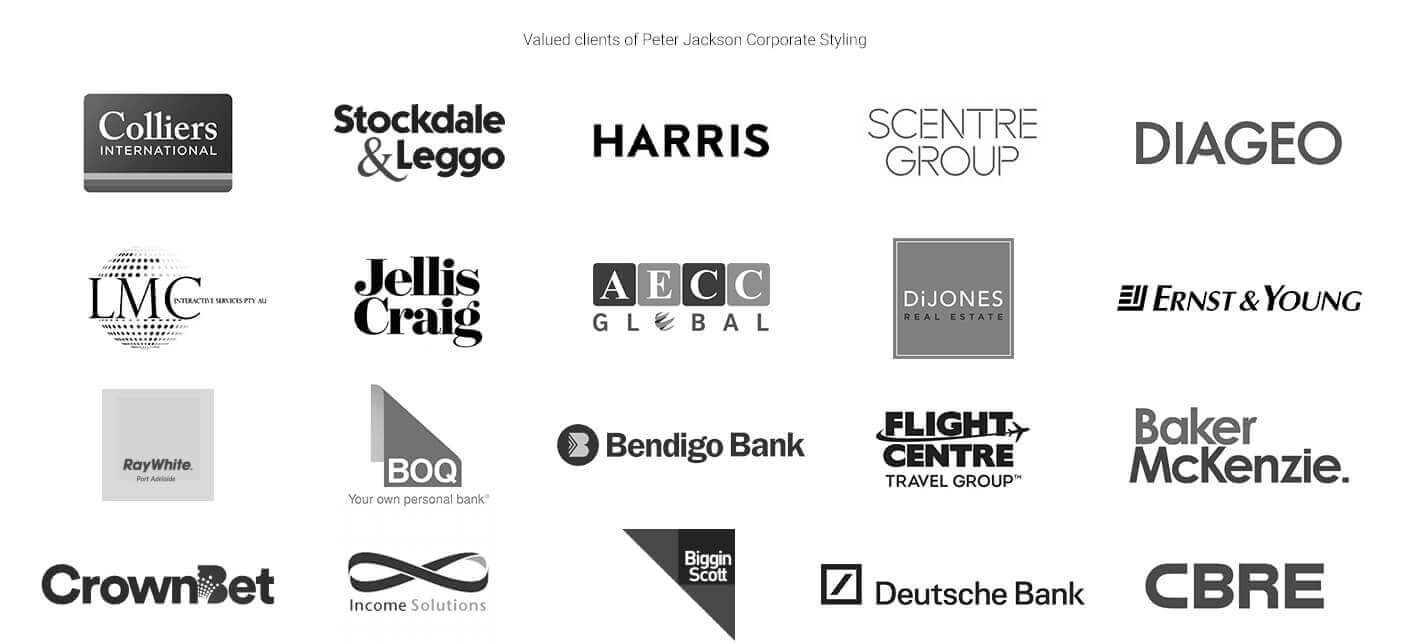 Valued clients of Peter Jackson Corporate Styling
Colliers
INTERNATIONAL
Stockdale
& Leggo
HARRIS
SCENTRE
GROUP
DIAGEO
LMC INTERACTIVE SERVICES PTY AU
Jellis
Craig
AECC
GLOBAL
DiJONES
REAL ESTATE
ERNST & YOUNG
RayWhite.
Port Adelaide
BOQ
Your own personal bank®
B Bendigo Bank
FLIGHT
CENTRE
TRAVEL GROUP™
Baker
McKenzie.
CrownBet
Income Solutions
Biggin
Scott
Deutsche Bank
CBRE